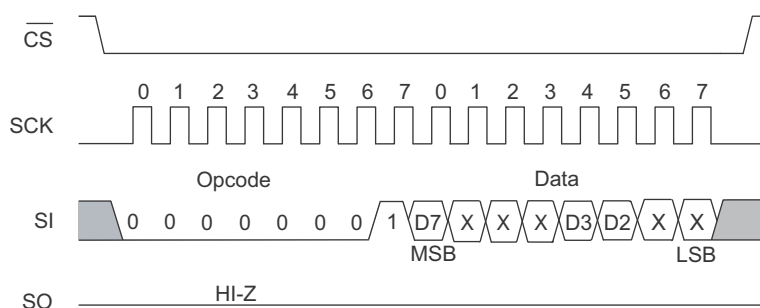 CS
0 1 2 3 4 5 6 7 0 1 2 3 4 5 6 7
SCK
Opcode Data
SI 0 0 0 0 0 0 0 1 D7 X X X D3 D2 X X
MSB LSB
HI-Z
SO